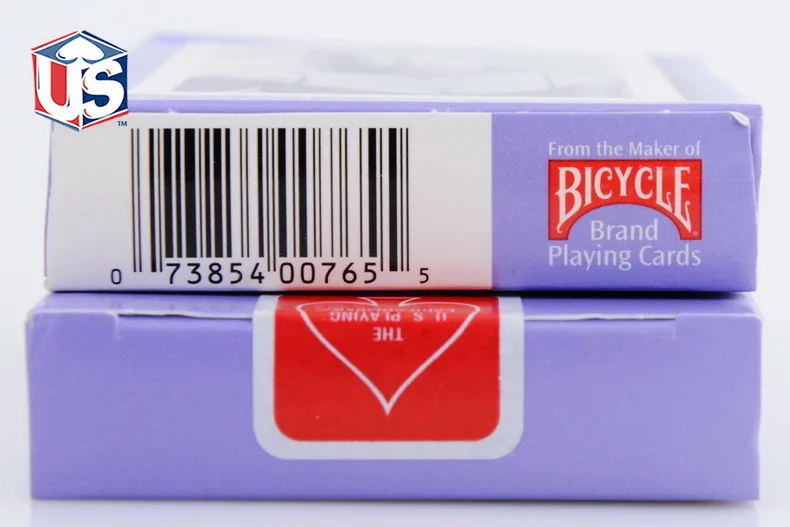 US
TM
From the Maker of
BICYCLE
®
Brand
Playing Cards
0 73854 00765 5
THE
U. S. PLAYING